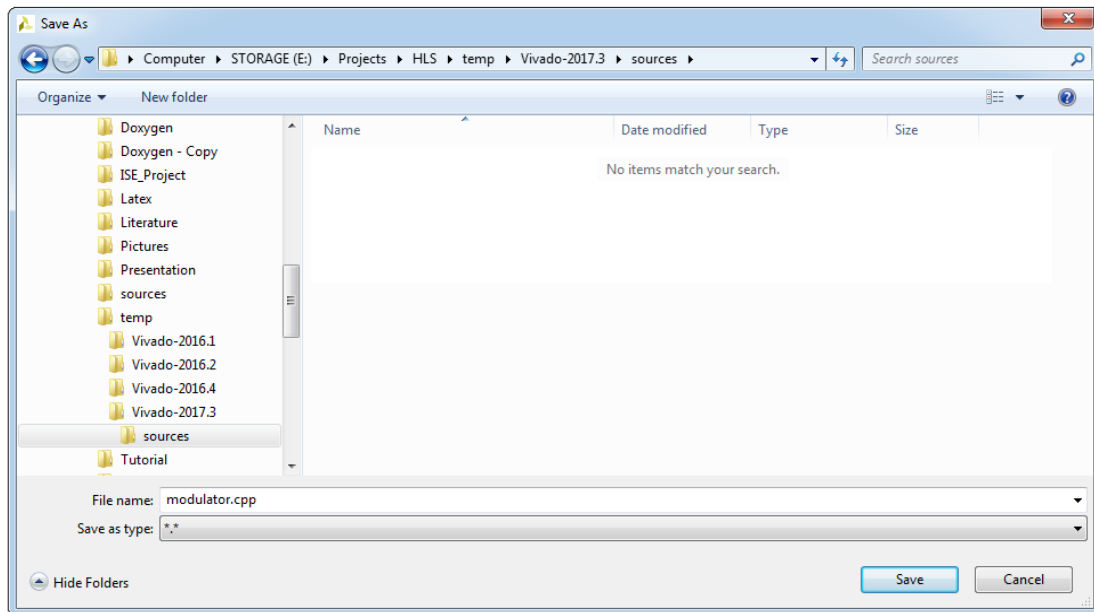 Save As
Computer ▸ STORAGE (E:) ▸ Projects ▸ HLS ▸ temp ▸ Vivado-2017.3 ▸ sources ▸
Search sources
Organize ▾ New folder
Doxygen
Doxygen - Copy
ISE_Project
Latex
Literature
Pictures
Presentation
sources
temp
Vivado-2016.1
Vivado-2016.2
Vivado-2016.4
Vivado-2017.3
sources
Tutorial
Name Date modified Type Size
No items match your search.
File name: modulator.cpp
Save as type: *.*
Hide Folders Save Cancel